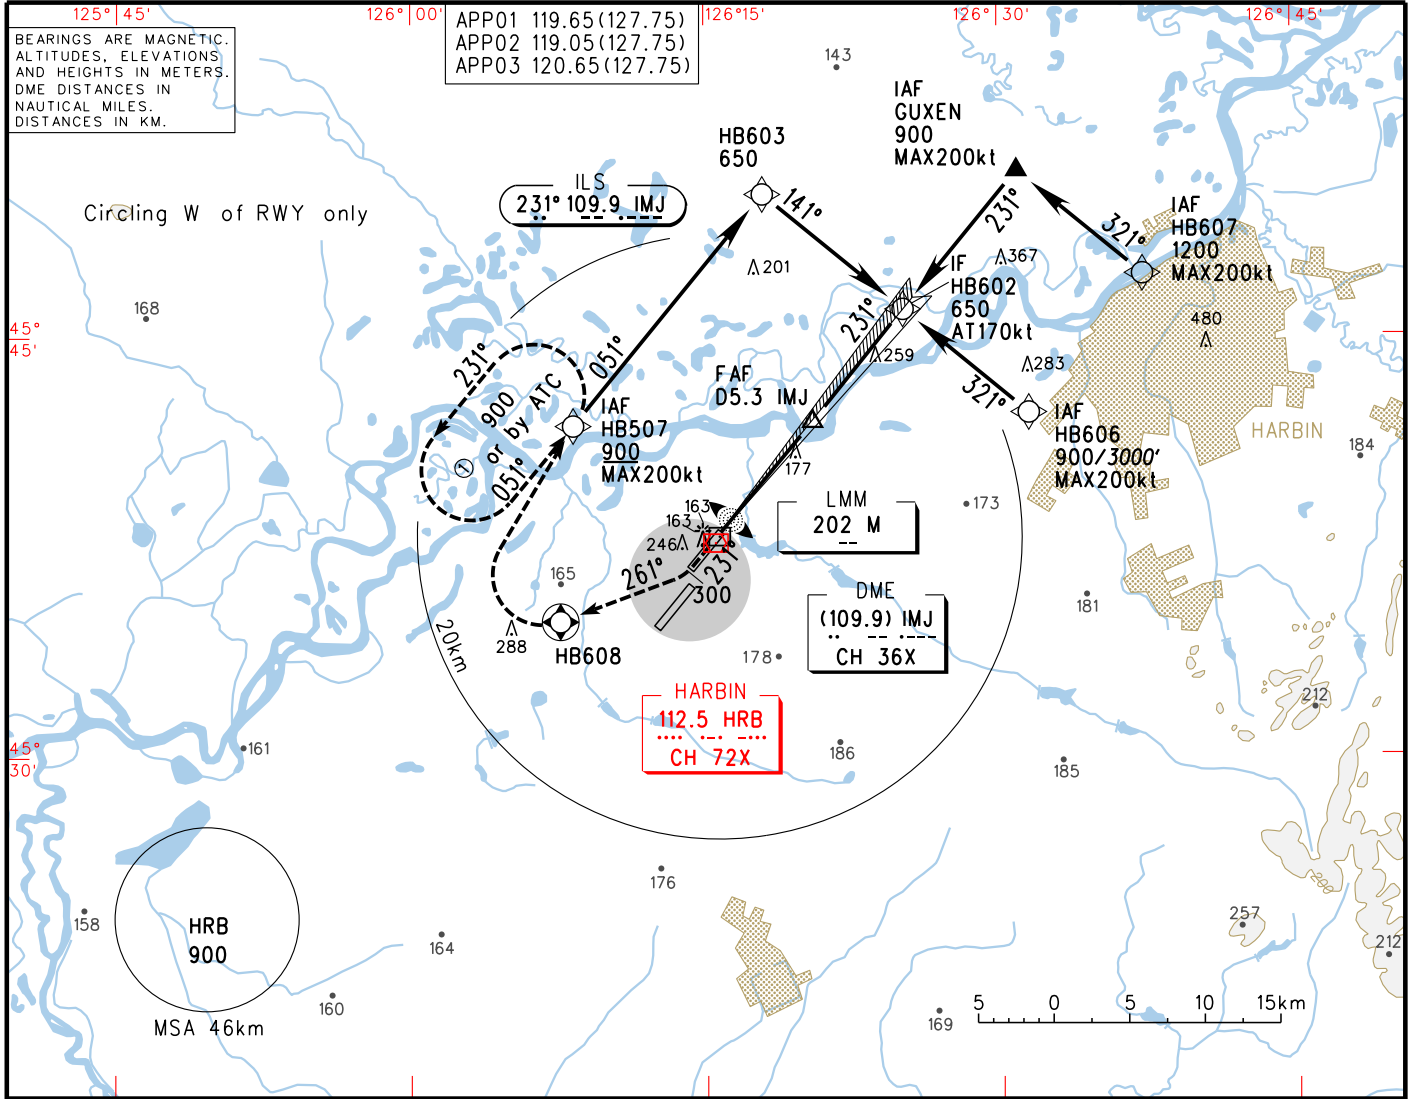 125° 45'
126° 00'
126° 15'
126° 30'
126° 45'
BEARINGS ARE MAGNETIC.
ALTITUDES, ELEVATIONS
AND HEIGHTS IN METERS.
DME DISTANCES IN
NAUTICAL MILES.
DISTANCES IN KM.
APP01 119.65(127.75)
APP02 119.05(127.75)
APP03 120.65(127.75)
143
IAF
GUXEN
900
MAX200kt
HB603
650
ILS
231° 109.9 IMJ
Circling W of RWY only
141°
231°
321°
IAF
HB607
1200
MAX200kt
201
367
IF
HB602
650
AT170kt
168
45°
45'
231°
480
259
283
231°
051°
900
or by ATC
1
051°
FAF
D5.3 IMJ
321°
IAF
HB507
900
MAX200kt
IAF
HB606
900/3000'
MAX200kt
HARBIN
184
177
173
LMM
202 M
163
163
246
231°
261°
300
165
288
HB608
20km
DME
(109.9) IMJ
CH 36X
181
178
HARBIN
112.5 HRB
CH 72X
212
186
185
161
45°
30'
176
200
158
HRB
900
164
257
212
160
MSA 46km
169
5 0 5 10 15km